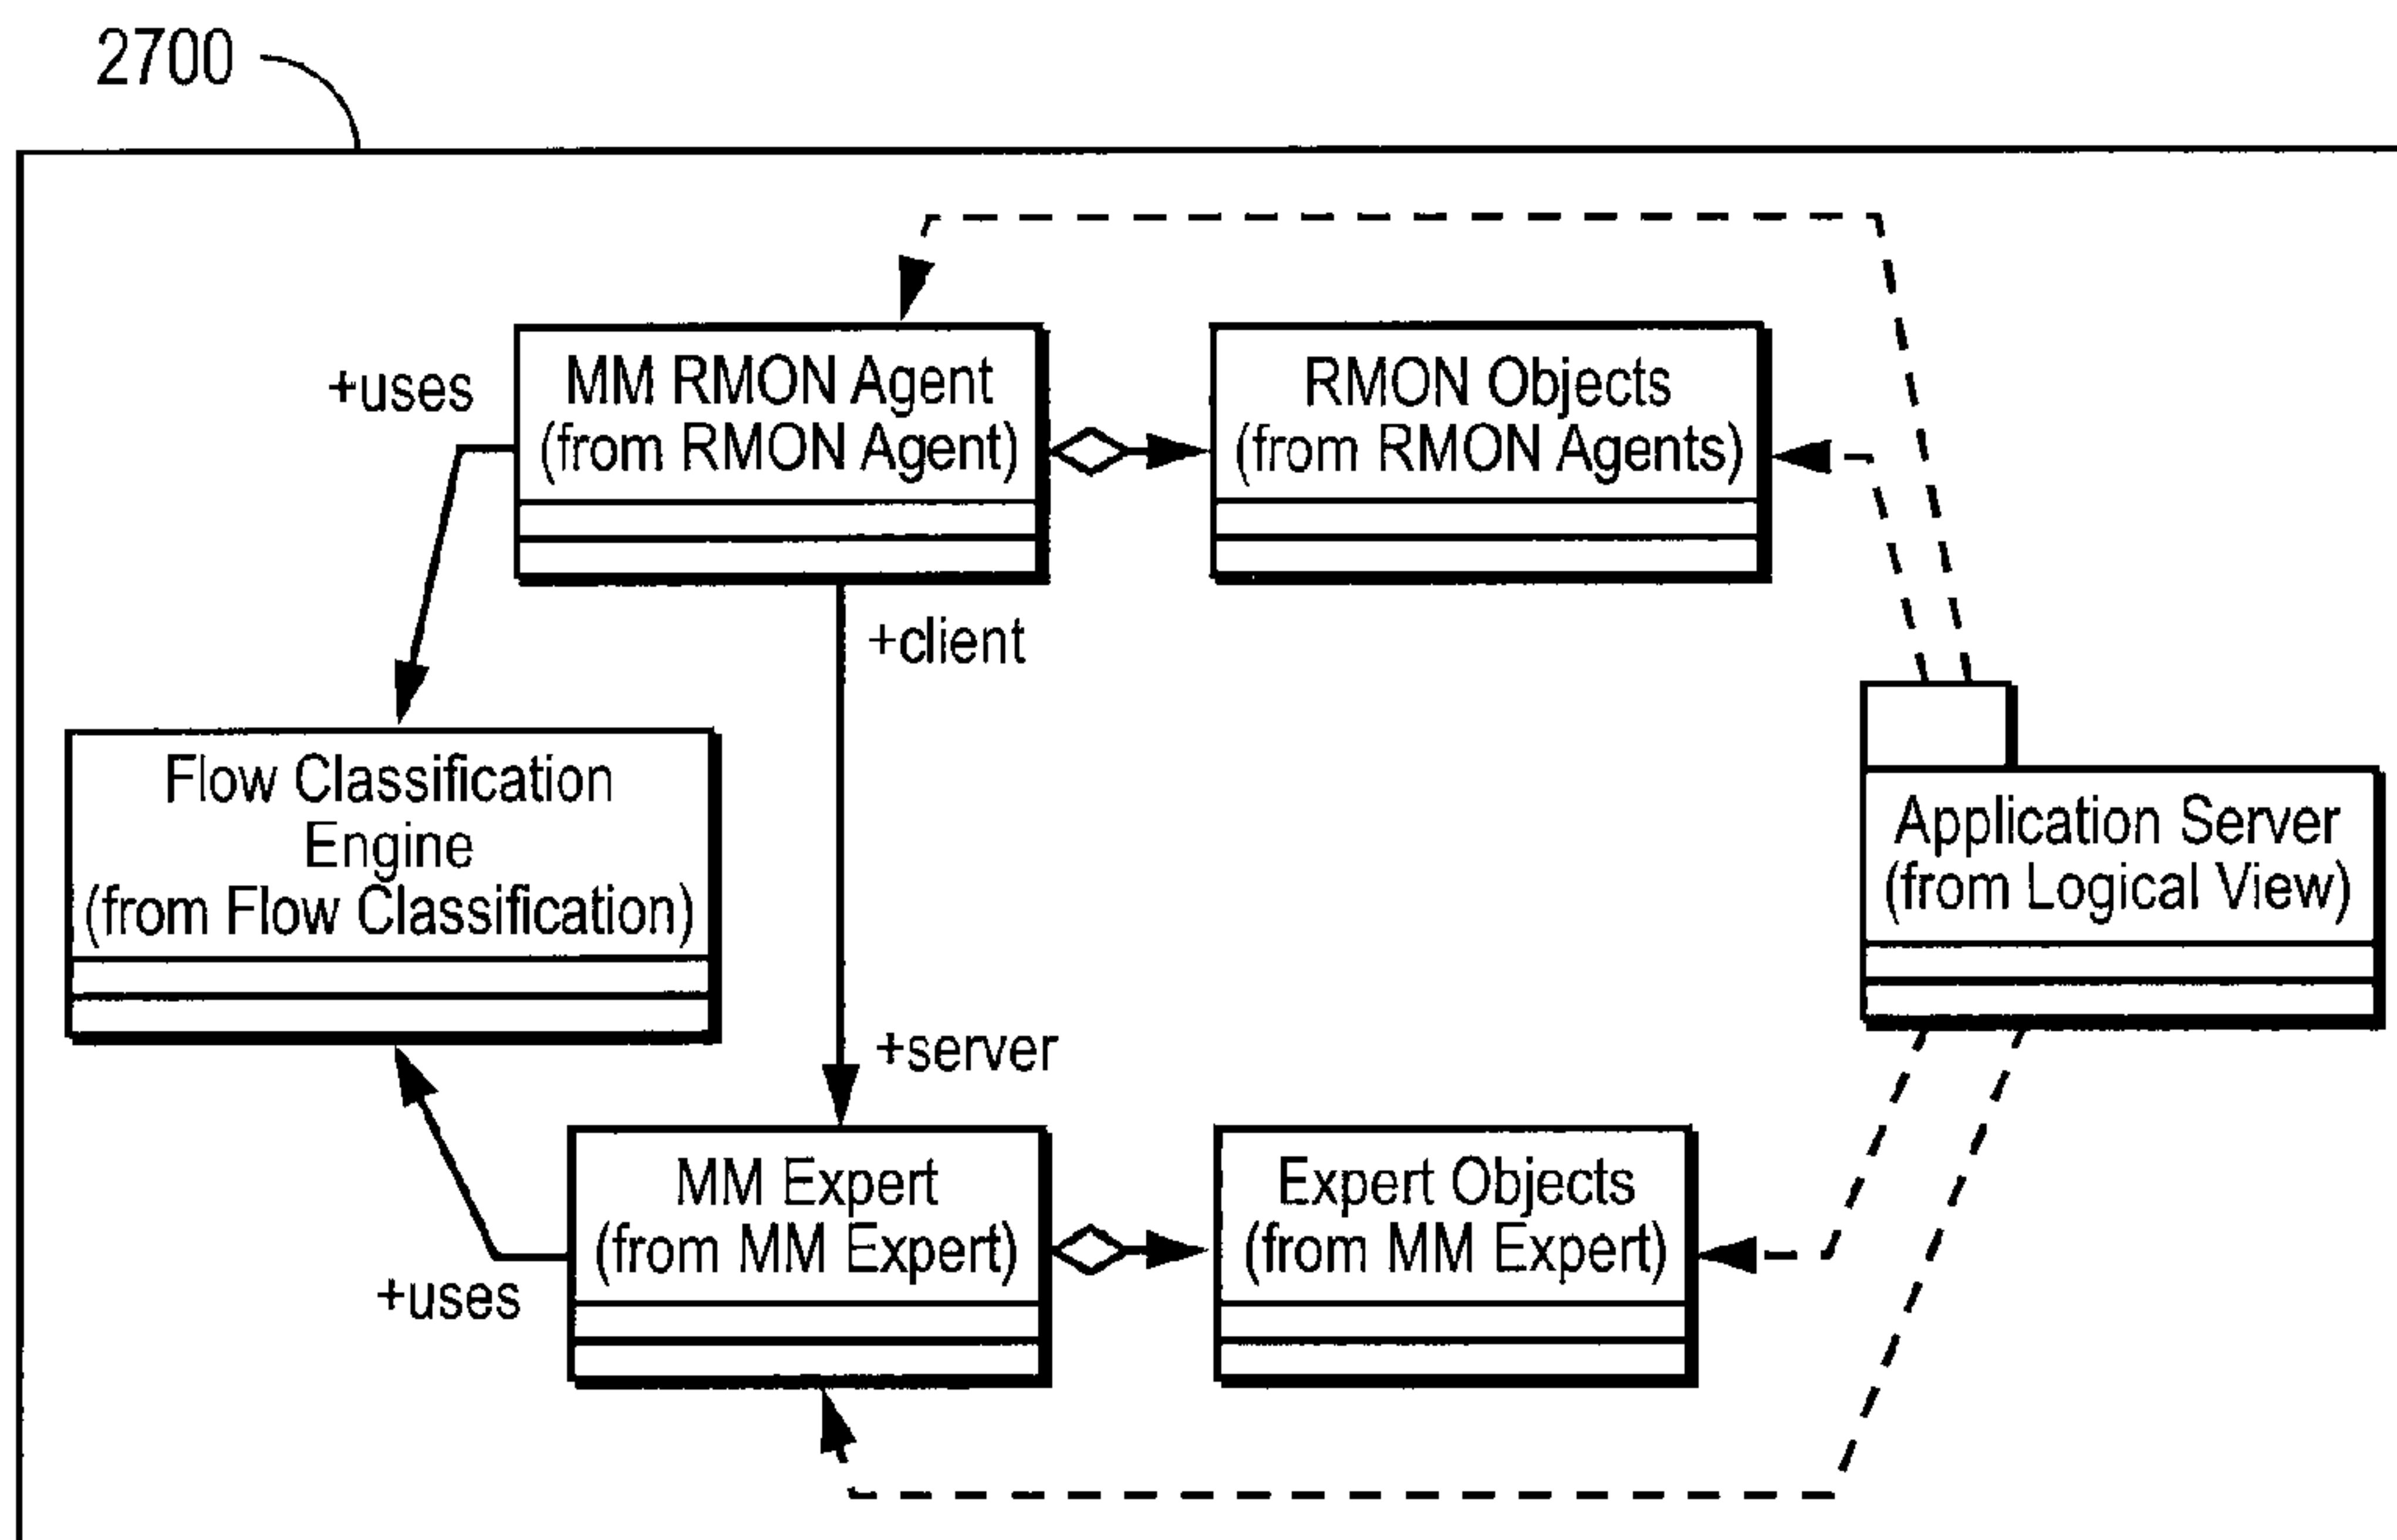 2700
+uses
MM RMON Agent
(from RMON Agent)
RMON Objects
(from RMON Agents)
+client
Flow Classification
Engine
(from Flow Classification)
Application Server
(from Logical View)
+server
MM Expert
(from MM Expert)
Expert Objects
(from MM Expert)
+uses